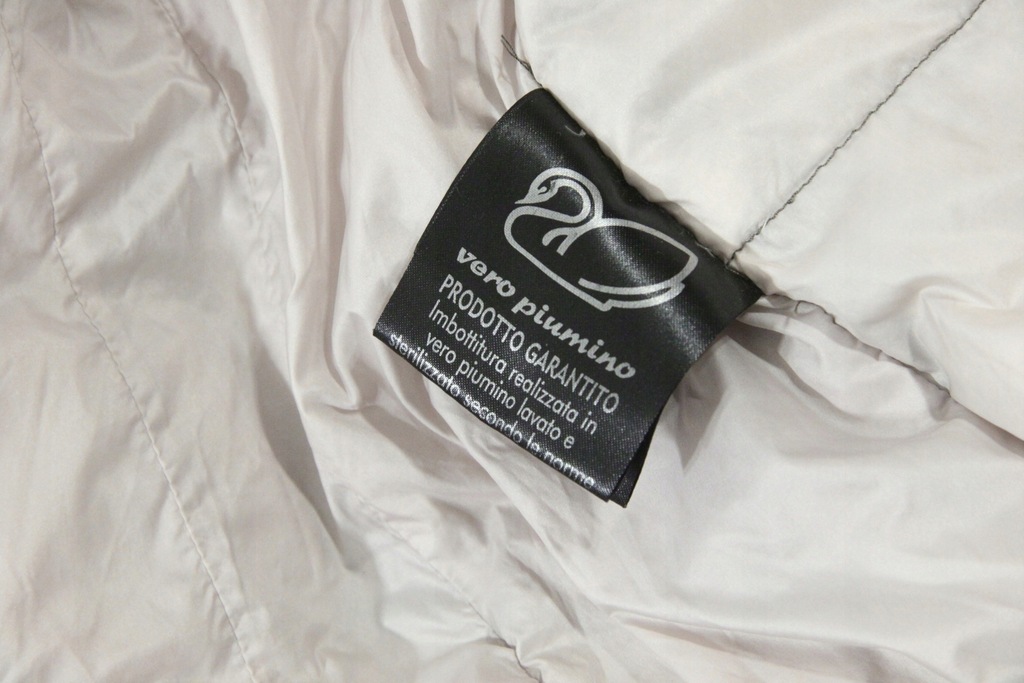 vero piumino
PRODOTTO GARANTITO
Imbottitura realizzata in
vero piumino lavato e
sterilizzato secondo le norme